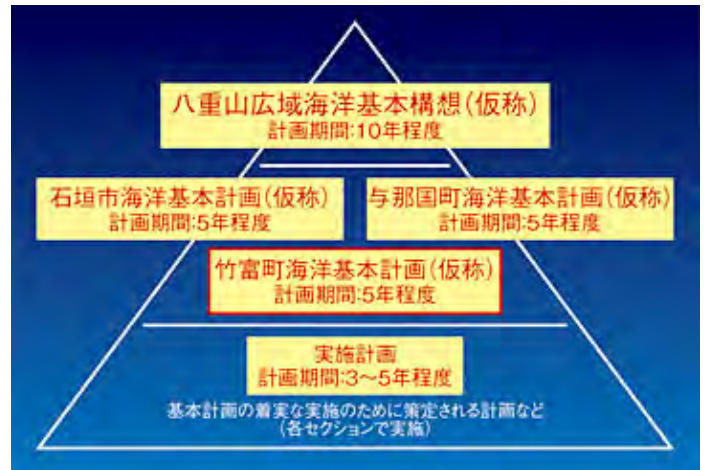 八重山広域海洋基本構想(仮称)
計画期間:10年程度
石垣市海洋基本計画(仮称)
計画期間:5年程度
与那国町海洋基本計画(仮称)
計画期間:5年程度
竹富町海洋基本計画(仮称)
計画期間:5年程度
実施計画
計画期間:3〜5年程度
基本計画の着実な実施のために策定される計画など
(各セクションで実施)